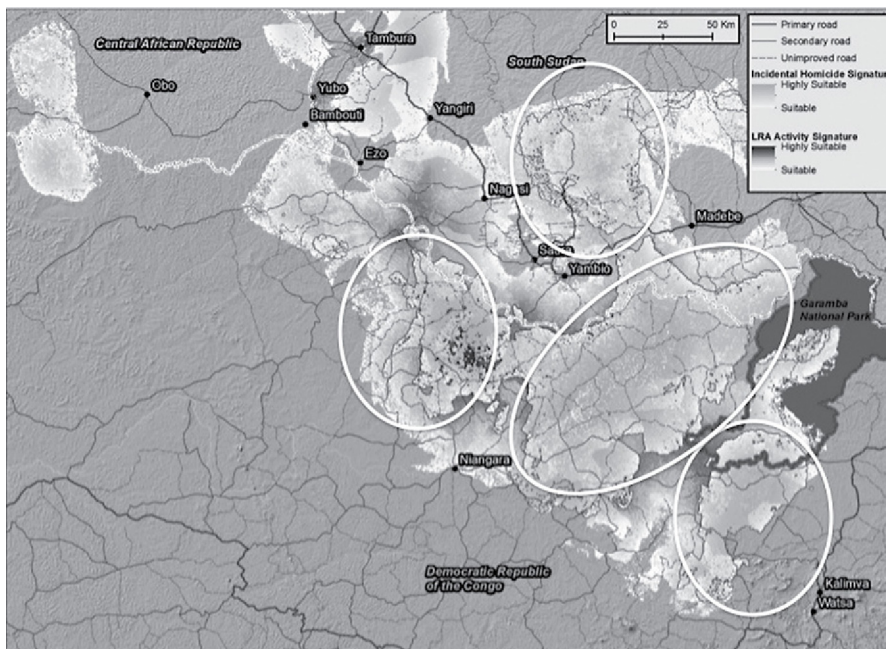 0 25 50 Km
Primary road
Secondary road
Unimproved road
Incidental Homicide Signature
Highly Suitable
Suitable
LRA Activity Signature
Highly Suitable
Suitable
Central African Republic
Tambura
South Sudan
Obo
Yubo
Bambouti
Yangiri
Ezo
Nagasi
Madebe
Yambio
Garamba
National Park
Niangara
Democratic Republic
of the Congo
Kalimva
Watsa